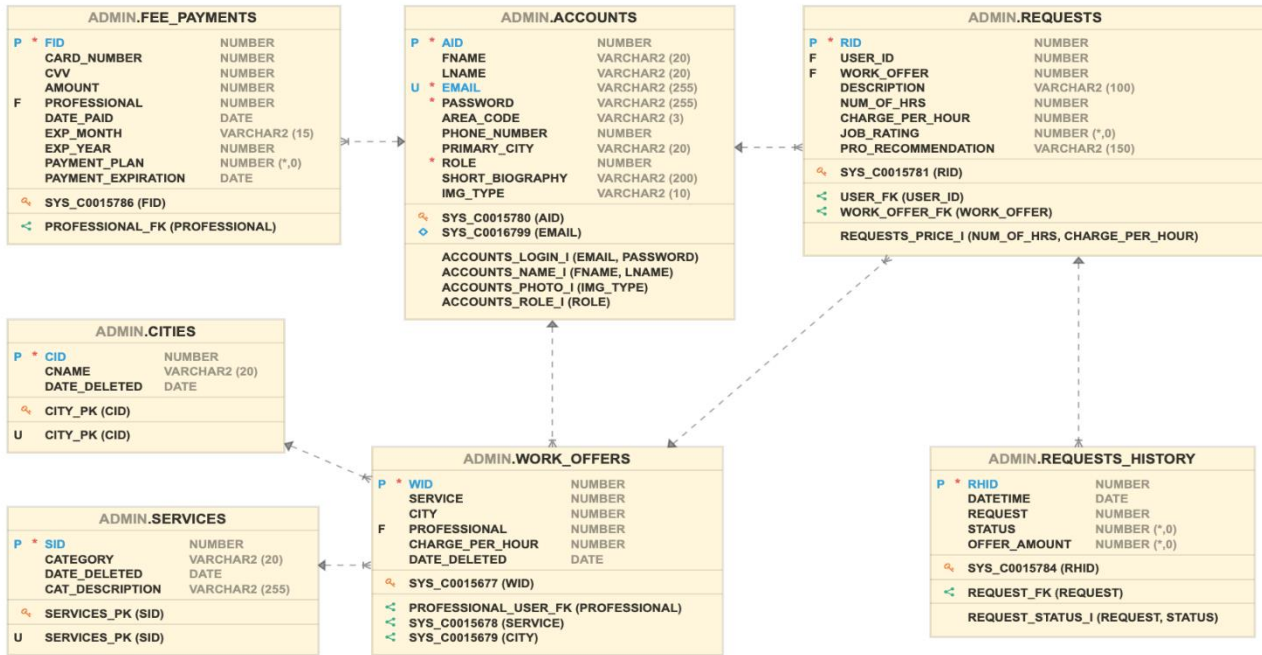 ADMIN.FEE_PAYMENTS
P * FID NUMBER
CARD_NUMBER NUMBER
CVV NUMBER
AMOUNT NUMBER
F PROFESSIONAL NUMBER
DATE_PAID DATE
EXP_MONTH VARCHAR2 (15)
EXP_YEAR NUMBER
PAYMENT_PLAN NUMBER (*,0)
PAYMENT_EXPIRATION DATE
SYS_C0015786 (FID)
PROFESSIONAL_FK (PROFESSIONAL)
ADMIN.ACCOUNTS
P * AID NUMBER
FNAME VARCHAR2 (20)
LNAME VARCHAR2 (20)
U * EMAIL VARCHAR2 (255)
* PASSWORD VARCHAR2 (255)
AREA_CODE VARCHAR2 (3)
PHONE_NUMBER NUMBER
PRIMARY_CITY VARCHAR2 (20)
* ROLE NUMBER
SHORT_BIOGRAPHY VARCHAR2 (200)
IMG_TYPE VARCHAR2 (10)
SYS_C0015780 (AID)
SYS_C0016799 (EMAIL)
ACCOUNTS_LOGIN_I (EMAIL, PASSWORD)
ACCOUNTS_NAME_I (FNAME, LNAME)
ACCOUNTS_PHOTO_I (IMG_TYPE)
ACCOUNTS_ROLE_I (ROLE)
ADMIN.REQUESTS
P * RID NUMBER
F USER_ID NUMBER
F WORK_OFFER NUMBER
DESCRIPTION VARCHAR2 (100)
NUM_OF_HRS NUMBER
CHARGE_PER_HOUR NUMBER
JOB_RATING NUMBER (*,0)
PRO_RECOMMENDATION VARCHAR2 (150)
SYS_C0015781 (RID)
USER_FK (USER_ID)
WORK_OFFER_FK (WORK_OFFER)
REQUESTS_PRICE_I (NUM_OF_HRS, CHARGE_PER_HOUR)
ADMIN.CITIES
P * CID NUMBER
CNAME VARCHAR2 (20)
DATE_DELETED DATE
CITY_PK (CID)
U CITY_PK (CID)
ADMIN.SERVICES
P * SID NUMBER
CATEGORY VARCHAR2 (20)
DATE_DELETED DATE
CAT_DESCRIPTION VARCHAR2 (255)
SERVICES_PK (SID)
U SERVICES_PK (SID)
ADMIN.WORK_OFFERS
P * WID NUMBER
SERVICE NUMBER
CITY NUMBER
F PROFESSIONAL NUMBER
CHARGE_PER_HOUR NUMBER
DATE_DELETED DATE
SYS_C0015677 (WID)
PROFESSIONAL_USER_FK (PROFESSIONAL)
SYS_C0015678 (SERVICE)
SYS_C0015679 (CITY)
ADMIN.REQUESTS_HISTORY
P * RHID NUMBER
DATETIME DATE
REQUEST NUMBER
STATUS NUMBER (*,0)
OFFER_AMOUNT NUMBER (*,0)
SYS_C0015784 (RHID)
REQUEST_FK (REQUEST)
REQUEST_STATUS_I (REQUEST, STATUS)